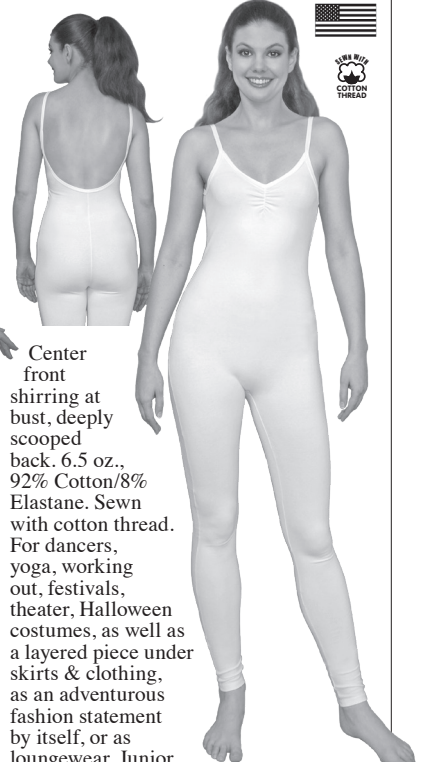 SEWN WITH
COTTON
THREAD
Center
front
shirring at
bust, deeply
scooped
back. 6.5 oz.,
92% Cotton/8%
Elastane. Sewn
with cotton thread.
For dancers,
yoga, working
out, festivals,
theater, Halloween
costumes, as well as
a layered piece under
skirts & clothing,
as an adventurous
fashion statement
by itself, or as
loungewear. Junior